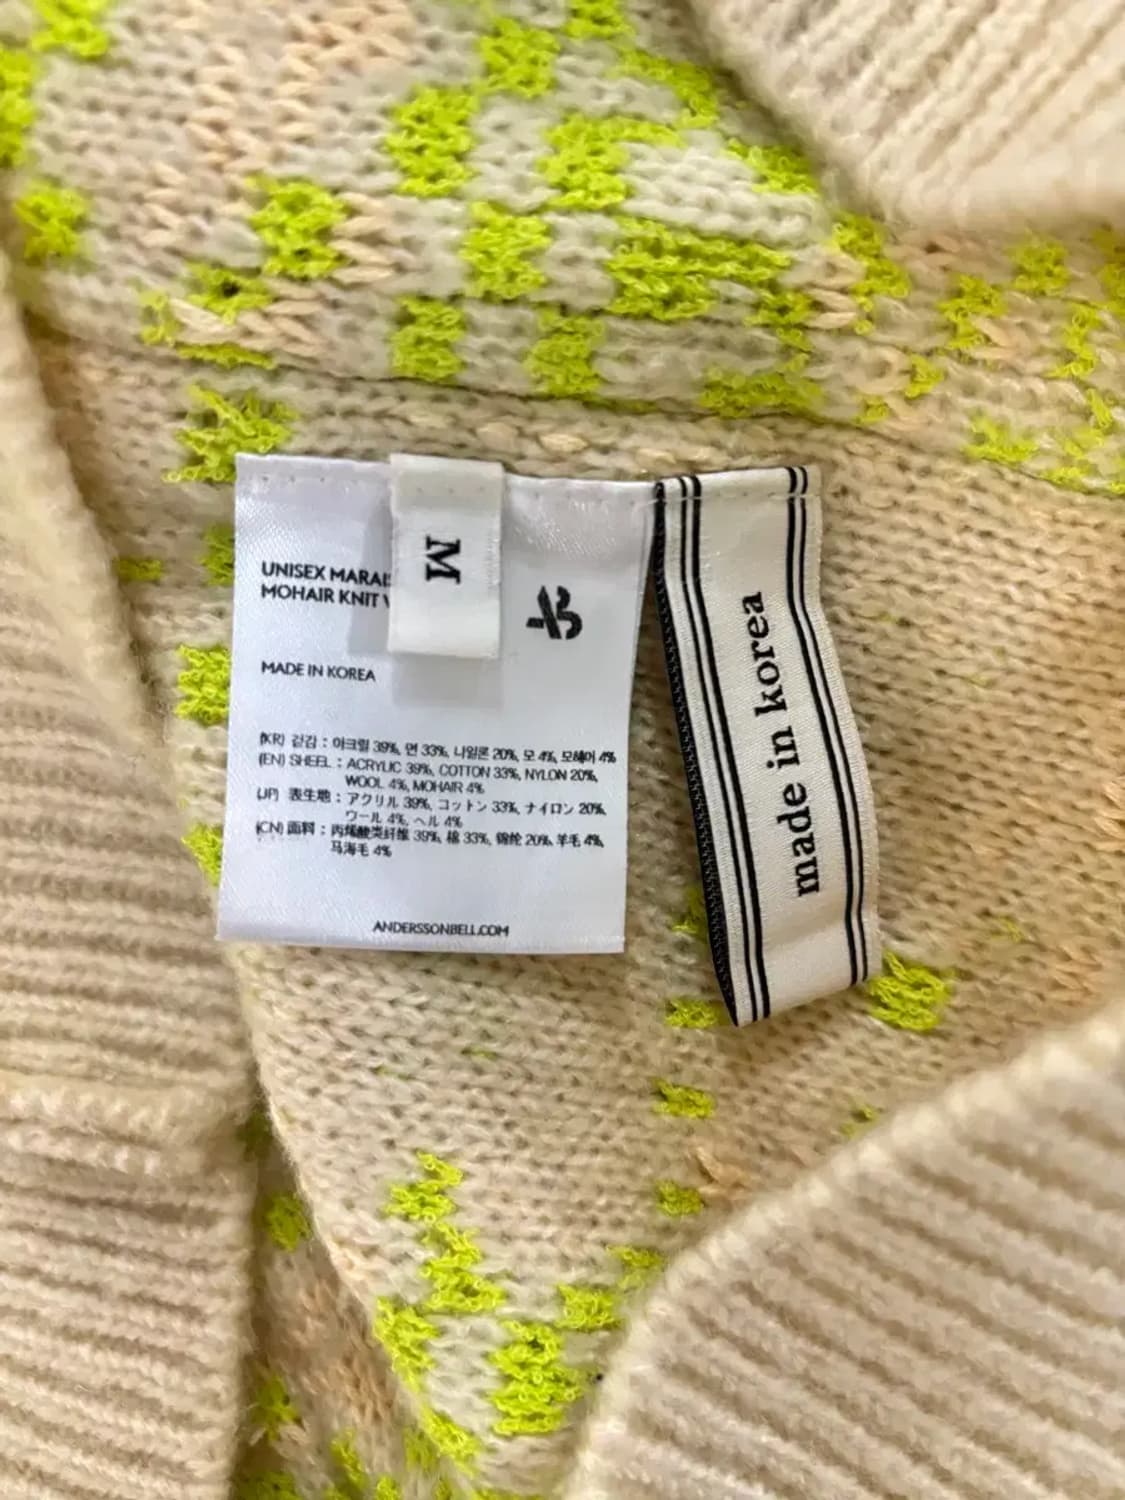 UNISEX MARAIS
MOHAIR KNIT
M
MADE IN KOREA
(KR) 겉감 : 아크릴 39%, 면 33%, 나일론 20%, 모 4%, 모헤어 4%
(EN) SHEEL : ACRYLIC 39%, COTTON 33%, NYLON 20%,
WOOL 4%, MOHAIR 4%
(JP) 表生地 : アクリル 39%, コットン 33%, ナイロン 20%,
ウール 4%, ヘル 4%
(CN) 面料 : 丙烯酸类纤维 39%, 棉 33%, 锦纶 20%, 羊毛 4%,
马海毛 4%
ANDERSSONBELL.COM
made in korea